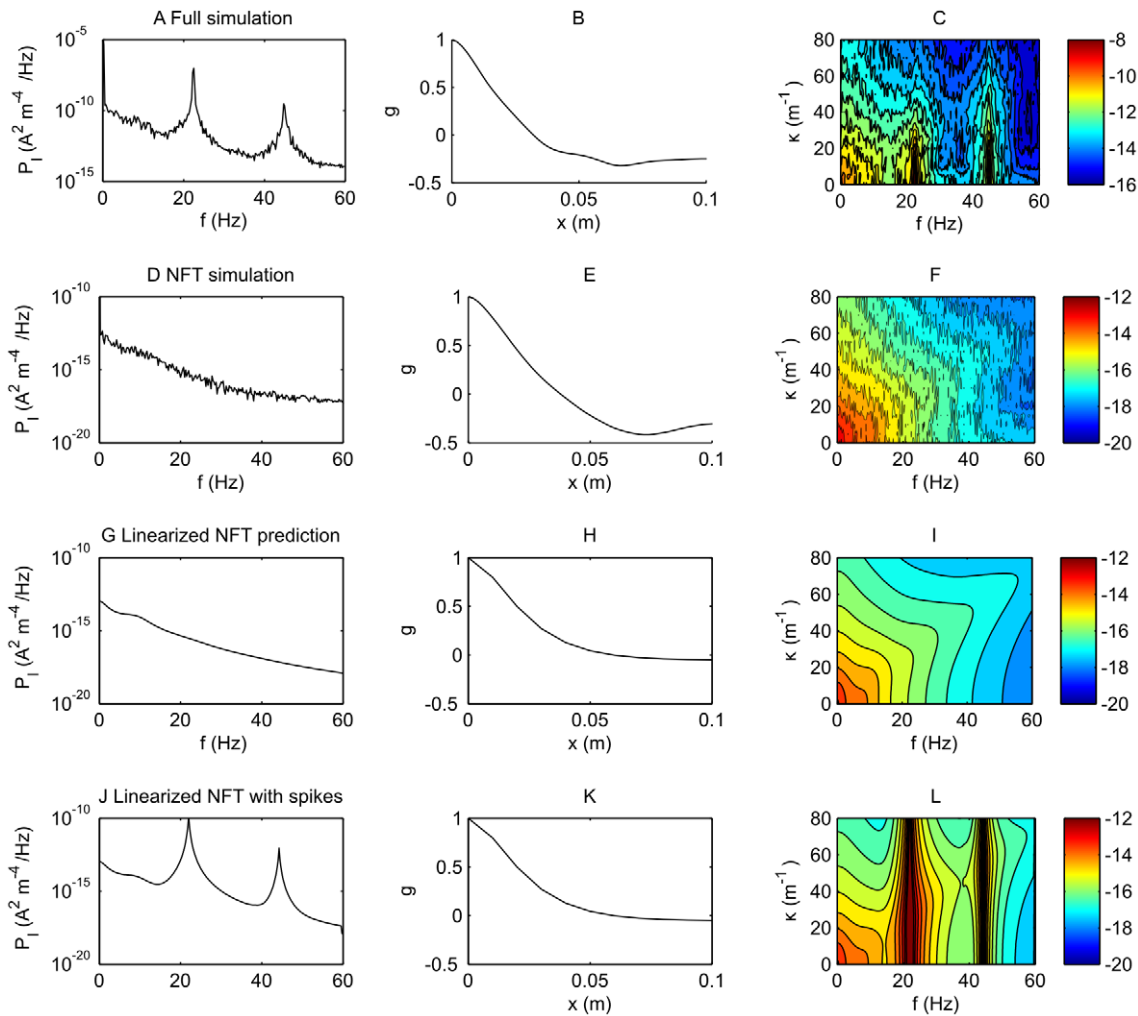 A Full simulation
B
C
10^-5
10^-10
10^-15
P_I (A^2 m^-4 /Hz)
0 20 40 60
f (Hz)
1
0.5
0
-0.5
g
0 0.05 0.1
x (m)
80
60
40
20
0
κ (m^-1 )
0 20 40 60
f (Hz)
-8
-10
-12
-14
-16
D NFT simulation
E
F
10^-10
10^-15
10^-20
P_I (A^2 m^-4 /Hz)
0 20 40 60
f (Hz)
1
0.5
0
-0.5
g
0 0.05 0.1
x (m)
80
60
40
20
0
κ (m^-1 )
0 20 40 60
f (Hz)
-12
-14
-16
-18
-20
G Linearized NFT prediction
H
I
10^-10
10^-15
10^-20
P_I (A^2 m^-4 /Hz)
0 20 40 60
f (Hz)
1
0.5
0
-0.5
g
0 0.05 0.1
x (m)
80
60
40
20
0
κ (m^-1 )
0 20 40 60
f (Hz)
-12
-14
-16
-18
-20
J Linearized NFT with spikes
K
L
10^-10
10^-15
10^-20
P_I (A^2 m^-4 /Hz)
0 20 40 60
f (Hz)
1
0.5
0
-0.5
g
0 0.05 0.1
x (m)
80
60
40
20
0
κ (m^-1 )
0 20 40 60
f (Hz)
-12
-14
-16
-18
-20